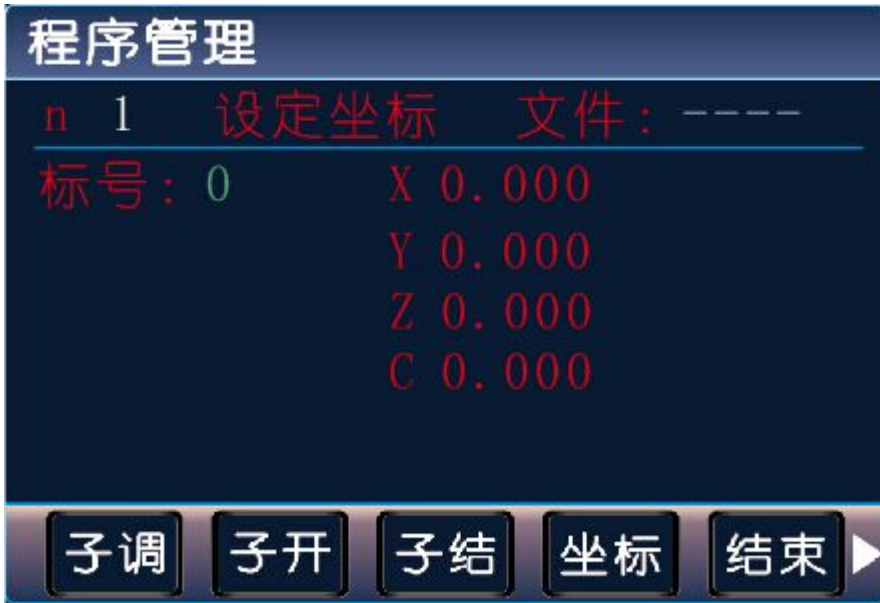 程序管理
n 1 设定坐标 文件: ----
标号: 0 X 0.000
Y 0.000
Z 0.000
C 0.000
子调 子开 子结 坐标 结束